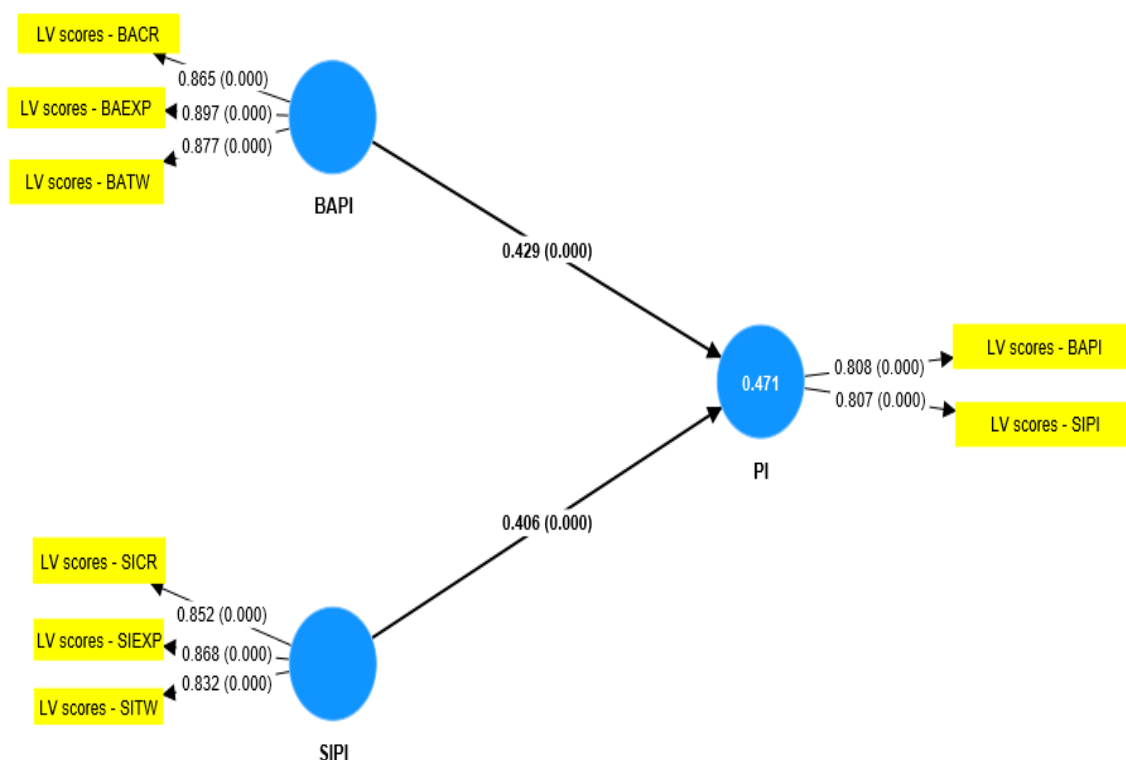 LV scores - BACR
0.865 (0.000)
LV scores - BAEXP
0.897 (0.000)
0.877 (0.000)
LV scores - BATW
BAPI
0.429 (0.000)
LV scores - BAPI
0.808 (0.000)
0.471
0.807 (0.000)
LV scores - SIPI
PI
0.406 (0.000)
LV scores - SICR
0.852 (0.000)
LV scores - SIEXP
0.868 (0.000)
0.832 (0.000)
LV scores - SITW
SIPI